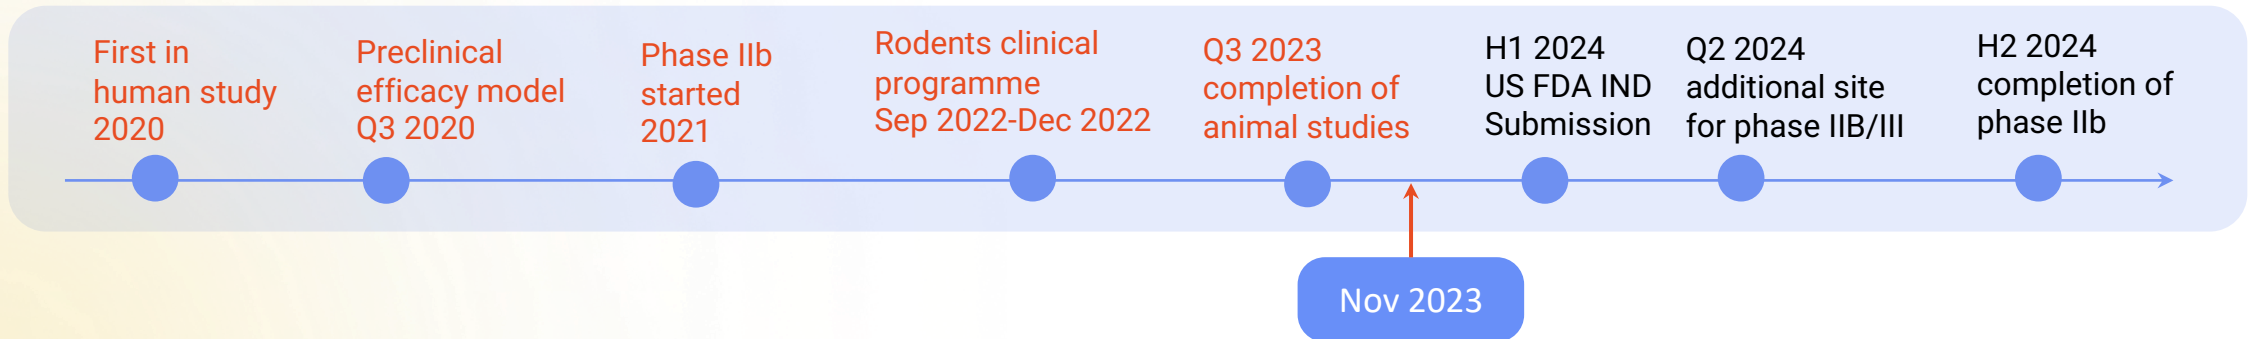 First in
human study
2020
Preclinical
efficacy model
Q3 2020
Phase IIb
started
2021
Rodents clinical
programme
Sep 2022-Dec 2022
Q3 2023
completion of
animal studies
H1 2024
US FDA IND
Submission
Q2 2024
additional site
for phase IIB/III
H2 2024
completion of
phase IIb
Nov 2023